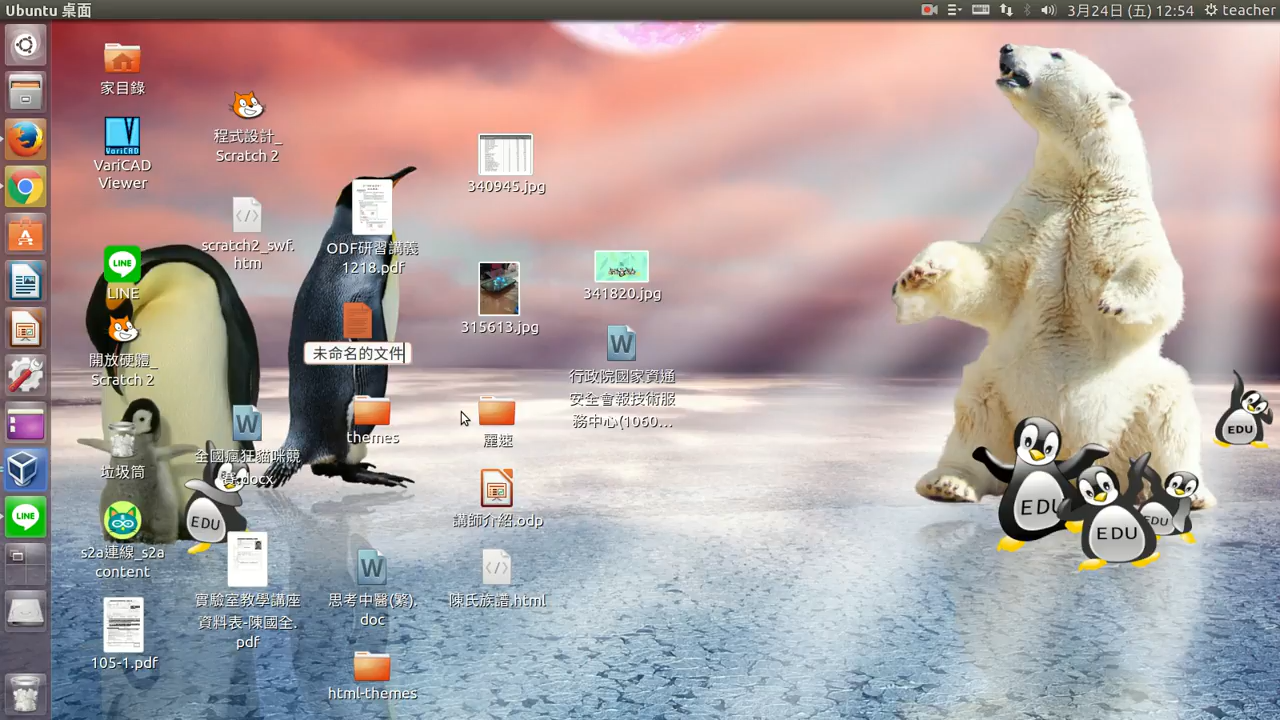 Ubuntu 桌面
3月24日 (五) 12:54
teacher
家目錄
VariCAD
VariCAD
Viewer
LINE
LINE
開放硬體_
Scratch 2
垃圾筒
s2a連線_s2a
content
105-1.pdf
程式設計_
Scratch 2
scratch2_swf.
htm
W
全國瘋狂貓咪競
賽.docx
EDU
實驗室教學講座
資料表-陳國全.
pdf
ODF研習講義
1218.pdf
未命名的文件
themes
W
思考中醫(繁).
doc
html-themes
340945.jpg
315613.jpg
麗速
講師介紹.odp
陳氏族譜.html
341820.jpg
W
行政院國家資通
安全會報技術服
務中心(1060...
EDU
EDU
EDU
EDU
LINE